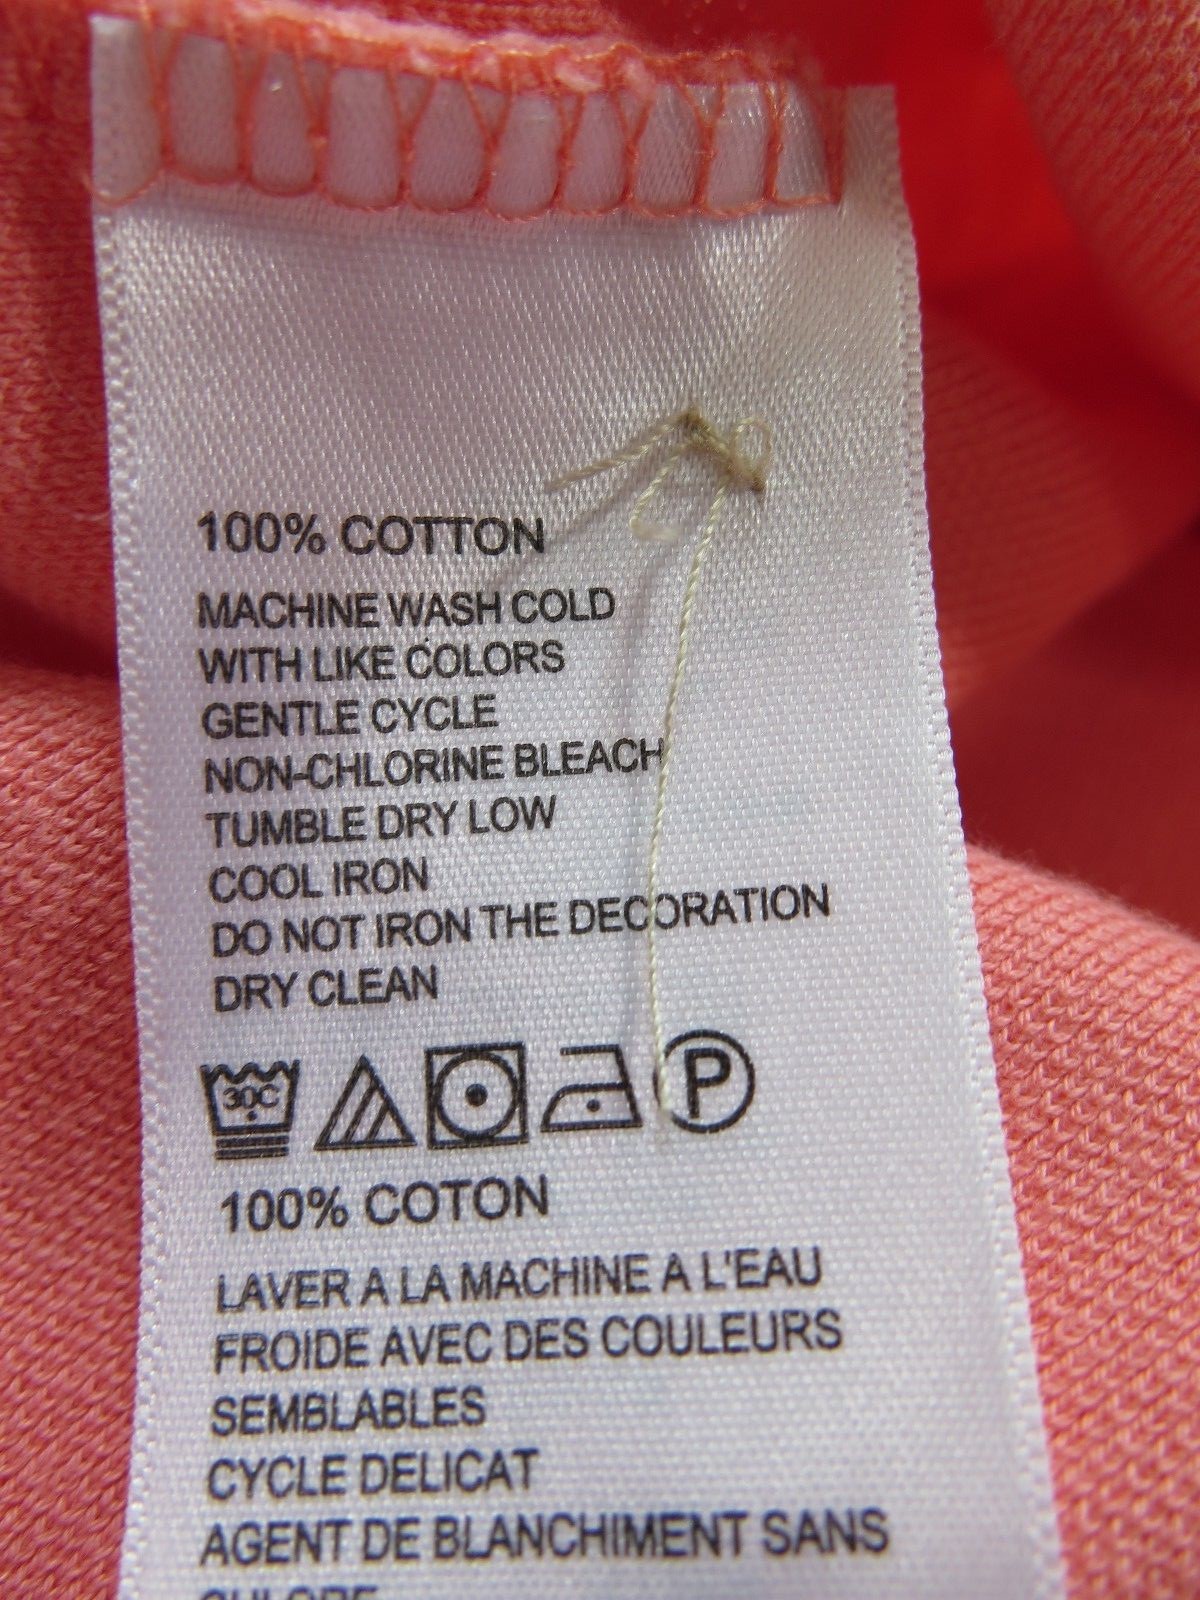 100% COTTON
MACHINE WASH COLD
WITH LIKE COLORS
GENTLE CYCLE
NON-CHLORINE BLEACH
TUMBLE DRY LOW
COOL IRON
DO NOT IRON THE DECORATION
DRY CLEAN
30C P
100% COTON
LAVER A LA MACHINE A L'EAU
FROIDE AVEC DES COULEURS
SEMBLABLES
CYCLE DELICAT
AGENT DE BLANCHIMENT SANS
CHLORE